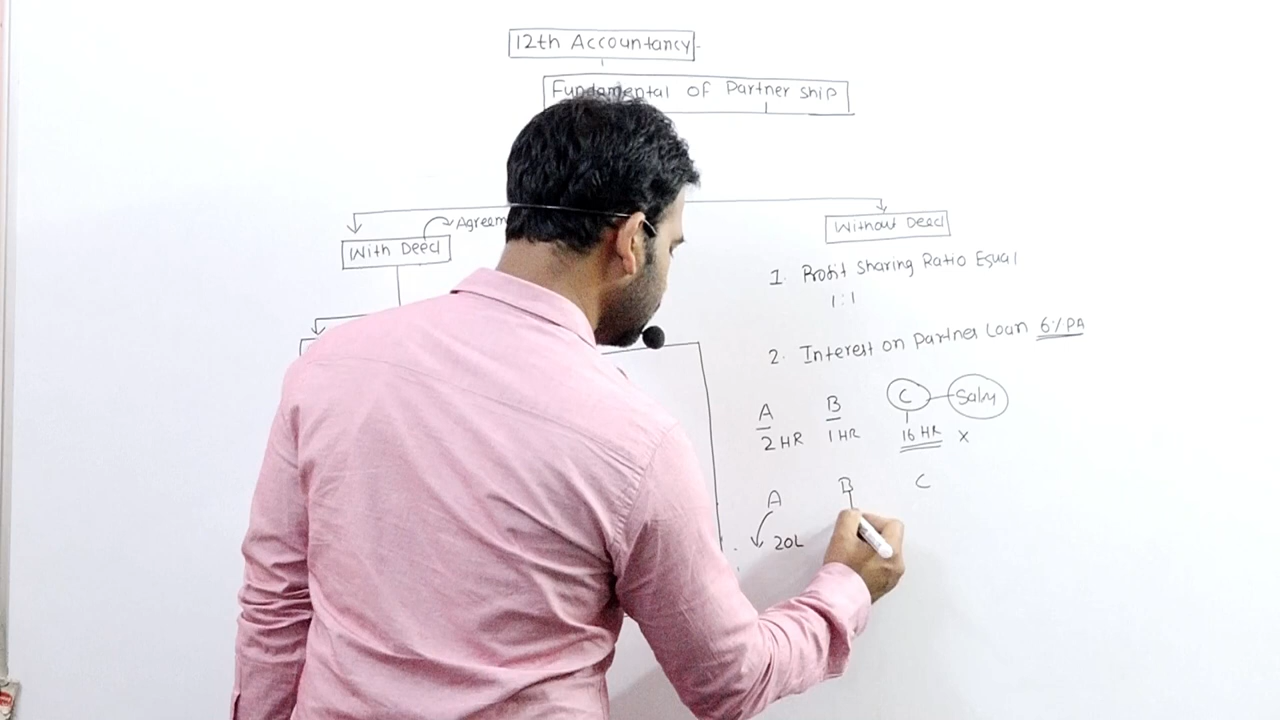 12th Accountancy
Fundamental of Partner ship
Agreem
With Deed
Without Deed
1. Profit sharing Ratio Equal
1:1
2. Interest on partner Loan 6% PA
A B C Salry
2 HR 1 HR 16 HR x
A B C
20L